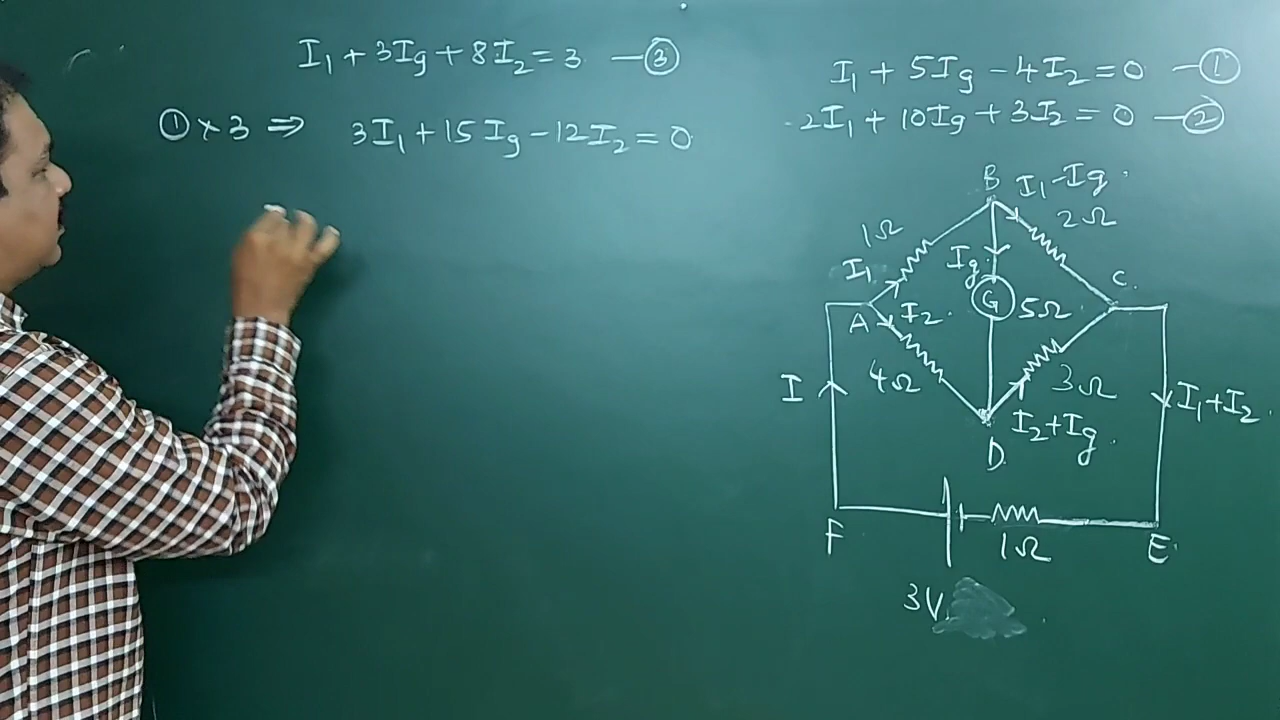 I₁ + 3Ig + 8I₂ = 3 —③
① × 3 ⇒ 3I₁ + 15Ig − 12I₂ = 0
I₁ + 5Ig − 4I₂ = 0 —①
-2I₁ + 10Ig + 3I₂ = 0 —②
B I₁-Ig
1Ω 2Ω
I₁ Ig C
A I₂ G 5Ω
I 4Ω 3Ω I₁+I₂
I₂+Ig
D
F 1Ω E
3V